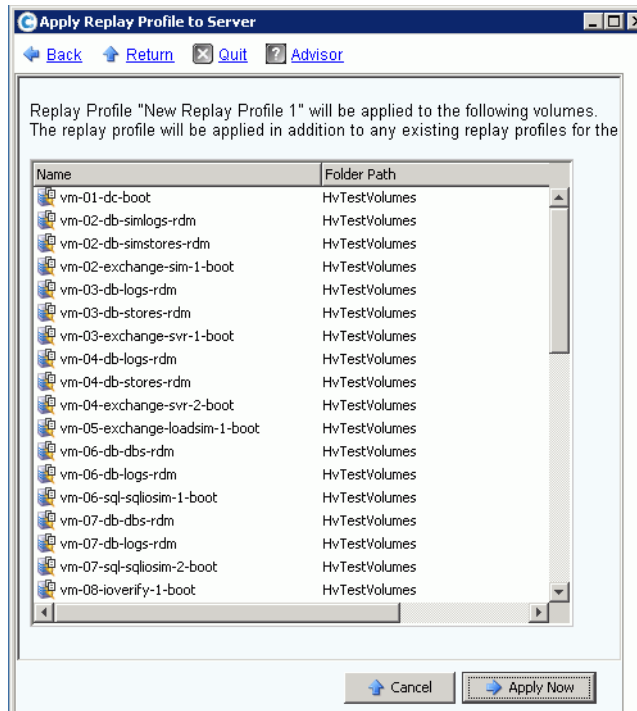 Apply Replay Profile to Server
Back Return Quit ? Advisor
Replay Profile "New Replay Profile 1" will be applied to the following volumes.
The replay profile will be applied in addition to any existing replay profiles for the
Name Folder Path
vm-01-dc-boot HvTestVolumes
vm-02-db-simlogs-rdm HvTestVolumes
vm-02-db-simstores-rdm HvTestVolumes
vm-02-exchange-sim-1-boot HvTestVolumes
vm-03-db-logs-rdm HvTestVolumes
vm-03-db-stores-rdm HvTestVolumes
vm-03-exchange-svr-1-boot HvTestVolumes
vm-04-db-logs-rdm HvTestVolumes
vm-04-db-stores-rdm HvTestVolumes
vm-04-exchange-svr-2-boot HvTestVolumes
vm-05-exchange-loadsim-1-boot HvTestVolumes
vm-06-db-dbs-rdm HvTestVolumes
vm-06-db-logs-rdm HvTestVolumes
vm-06-sql-sqliosim-1-boot HvTestVolumes
vm-07-db-dbs-rdm HvTestVolumes
vm-07-db-logs-rdm HvTestVolumes
vm-07-sql-sqliosim-2-boot HvTestVolumes
vm-08-ioverify-1-boot HvTestVolumes
Cancel Apply Now